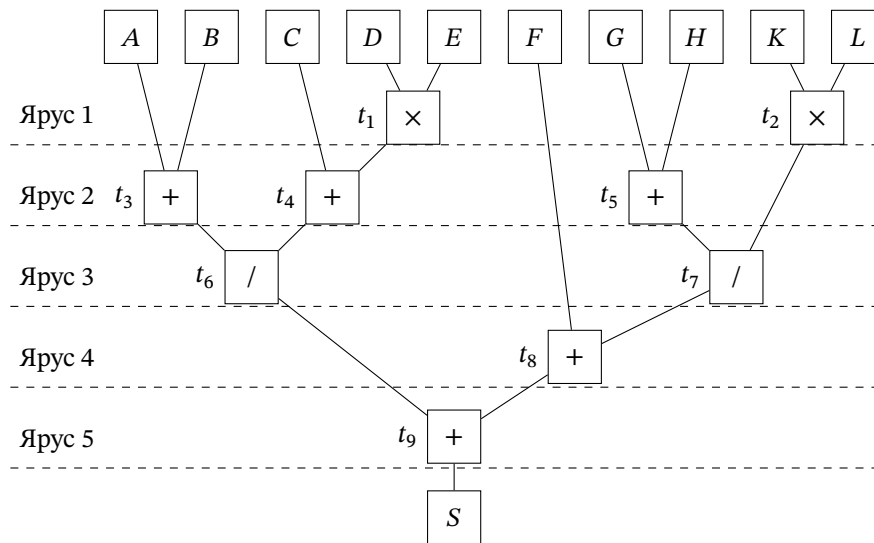 A B C D E F G H K L
Ярус 1 t₁ × t₂ ×
Ярус 2 t₃ + t₄ + t₅ +
Ярус 3 t₆ / t₇ /
Ярус 4 t₈ +
Ярус 5 t₉ +
S